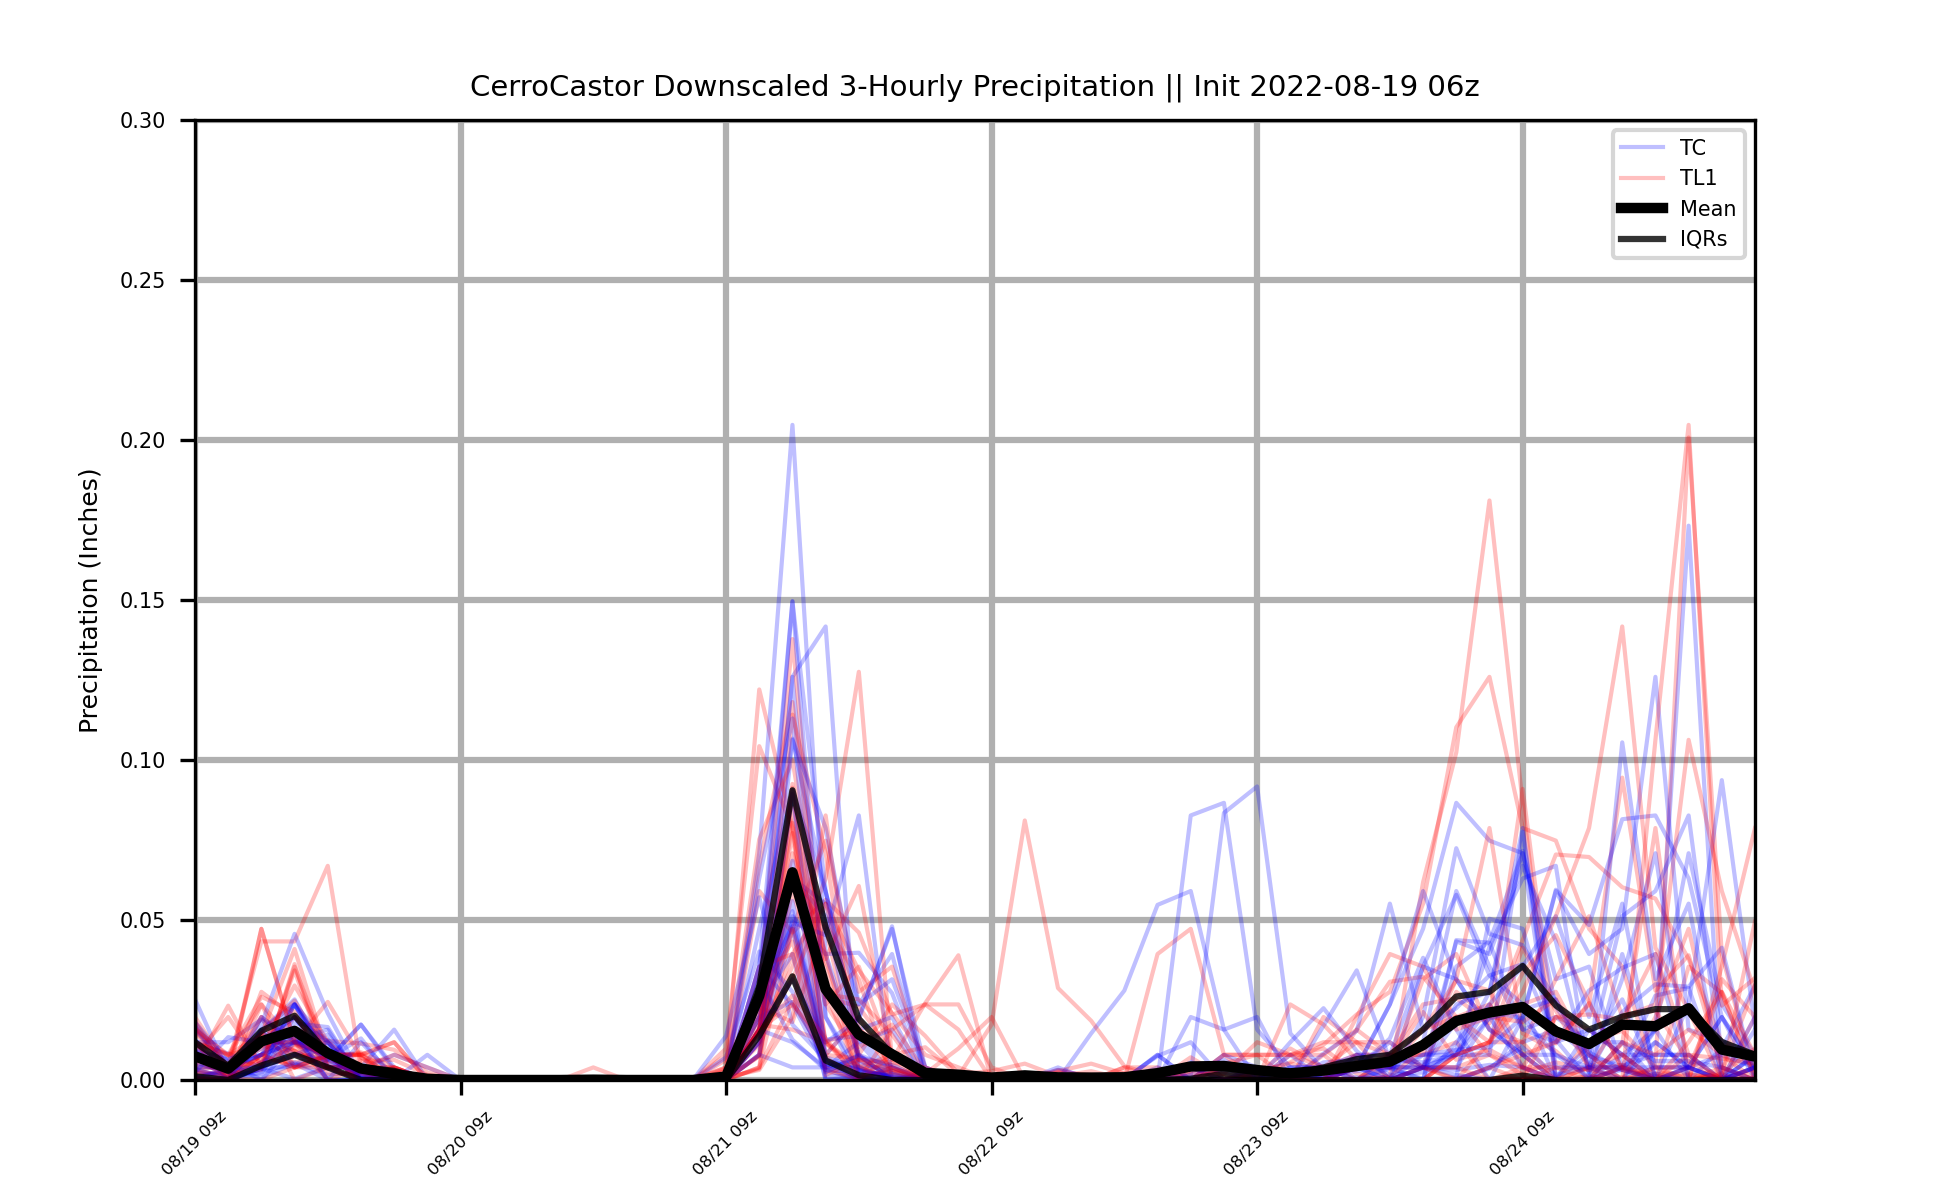 CerroCastor Downscaled 3-Hourly Precipitation || Init 2022-08-19 06z
0.30
0.25
0.20
0.15
0.10
0.05
0.00
Precipitation (Inches)
TC
TL1
Mean
IQRs
08/19 09z
08/20 09z
08/21 09z
08/22 09z
08/23 09z
08/24 09z